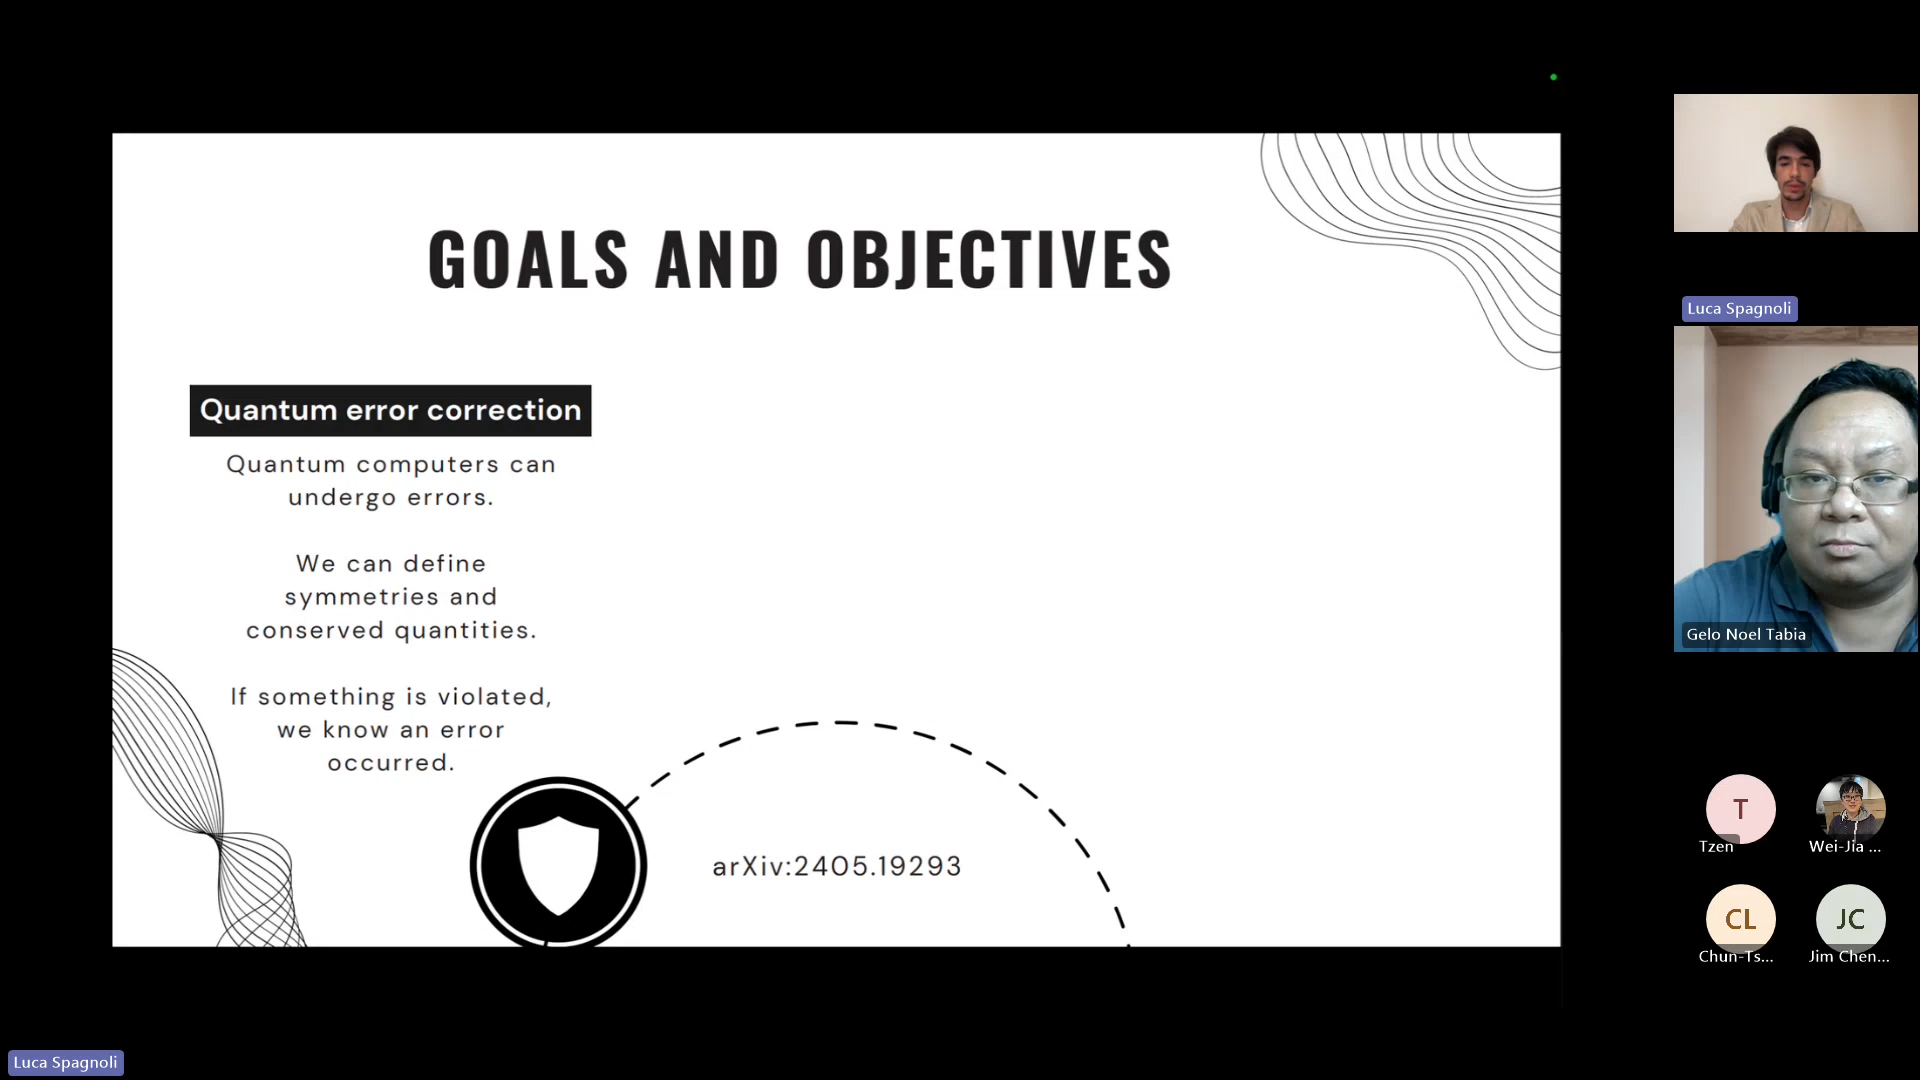 GOALS AND OBJECTIVES
Quantum error correction
Quantum computers can
undergo errors.
We can define
symmetries and
conserved quantities.
If something is violated,
we know an error
occurred.
arXiv:2405.19293
Luca Spagnoli
Gelo Noel Tabia
T
Tzen
Wei-Jia ...
CL
Chun-Ts...
JC
Jim Chen...
Luca Spagnoli